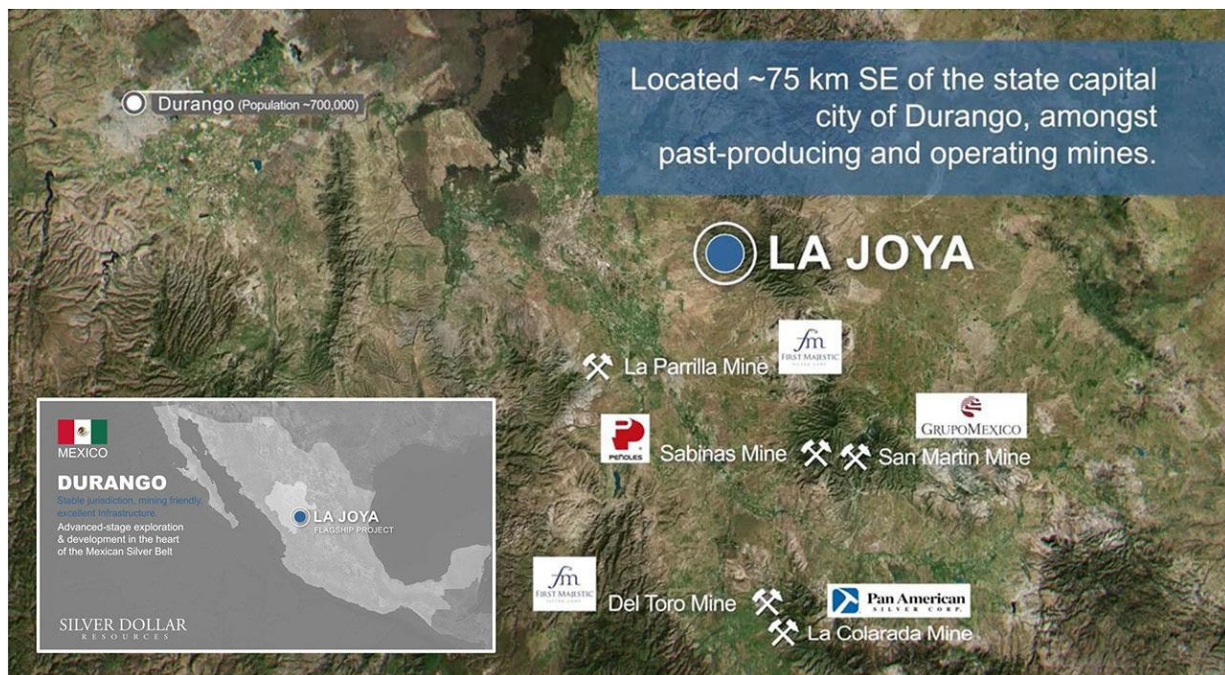 Located ~75 km SE of the state capital
city of Durango, amongst
past-producing and operating mines.
Durango (Population ~700,000)
LA JOYA
fm
FIRST MAJESTIC
SILVER CORP.
La Parrilla Mine
GRUPOMEXICO
PEÑOLES
Sabinas Mine
San Martin Mine
fm
FIRST MAJESTIC
SILVER CORP.
Del Toro Mine
Pan American
SILVER CORP.
La Colarada Mine
MEXICO
DURANGO
Stable jurisdiction, mining friendly,
excellent Infrastructure.
Advanced-stage exploration
& development in the heart
of the Mexican Silver Belt
LA JOYA
FLAGSHIP PROJECT
SILVER DOLLAR
RESOURCES